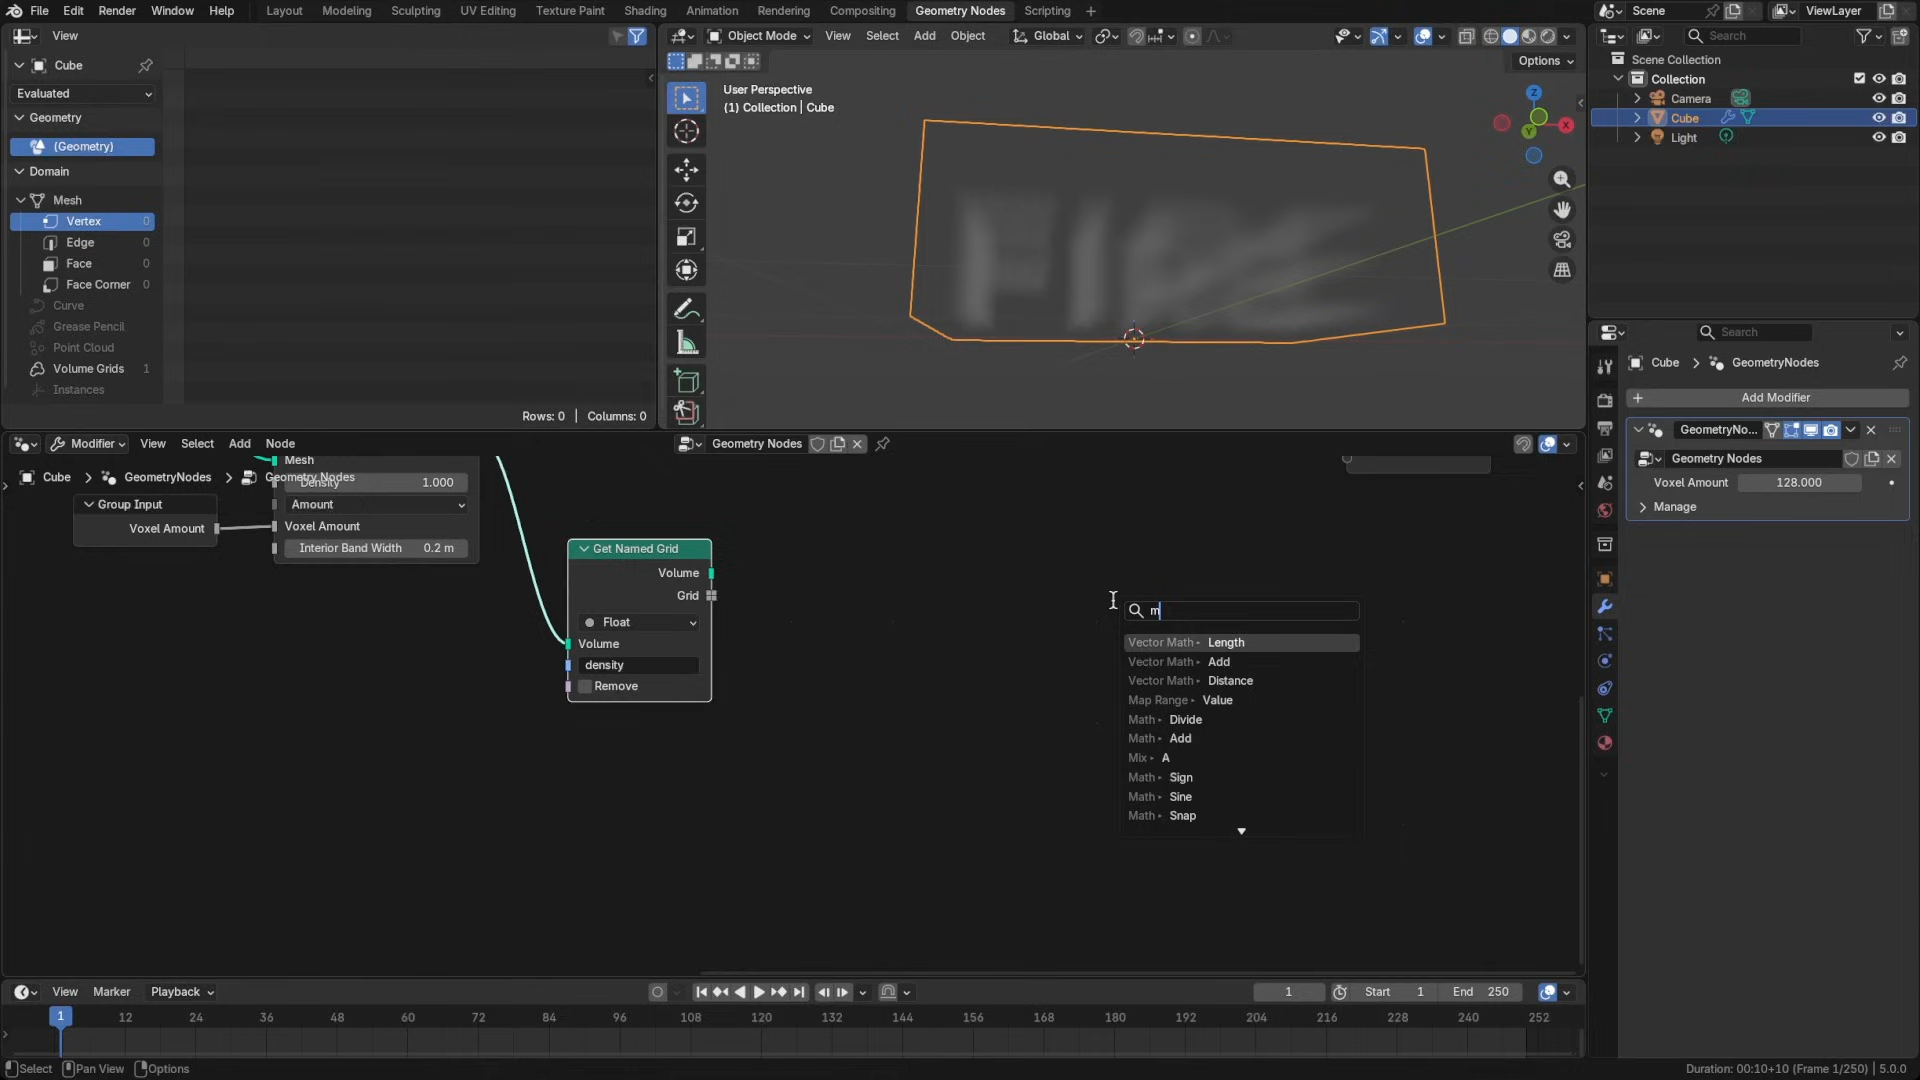 File Edit Render Window Help Layout Modeling Sculpting UV Editing Texture Paint Shading Animation Rendering Compositing Geometry Nodes Scripting Scene ViewLayer
View
Object Mode View Select Add Object Global
Search
Cube
Options
Scene Collection
Collection
Camera
Cube
Light
Evaluated
Geometry
(Geometry)
Domain
Mesh
Vertex 0
Edge 0
Face 0
Face Corner 0
Curve
Grease Pencil
Point Cloud
Volume Grids 1
Instances
Rows: 0 | Columns: 0
User Perspective
(1) Collection | Cube
Z
X
Y
Search
Cube GeometryNodes
Add Modifier
GeometryNo...
Geometry Nodes
Voxel Amount 128.000
Manage
Modifier View Select Add Node Geometry Nodes
Cube GeometryNodes Geometry Nodes
Mesh
Density 1.000
Amount
Voxel Amount
Interior Band Width 0.2 m
Group Input
Voxel Amount
Get Named Grid
Volume
Grid
Float
Volume
density
Remove
m
Vector Math Length
Vector Math Add
Vector Math Distance
Map Range Value
Math Divide
Math Add
Mix A
Math Sign
Math Sine
Math Snap
View Marker Playback 1 Start 1 End 250
1 12 24 36 48 60 72 84 96 108 120 132 144 156 168 180 192 204 216 228 240 252
Select Pan View Options Duration: 00:10+10 (Frame 1/250) | 5.0.0